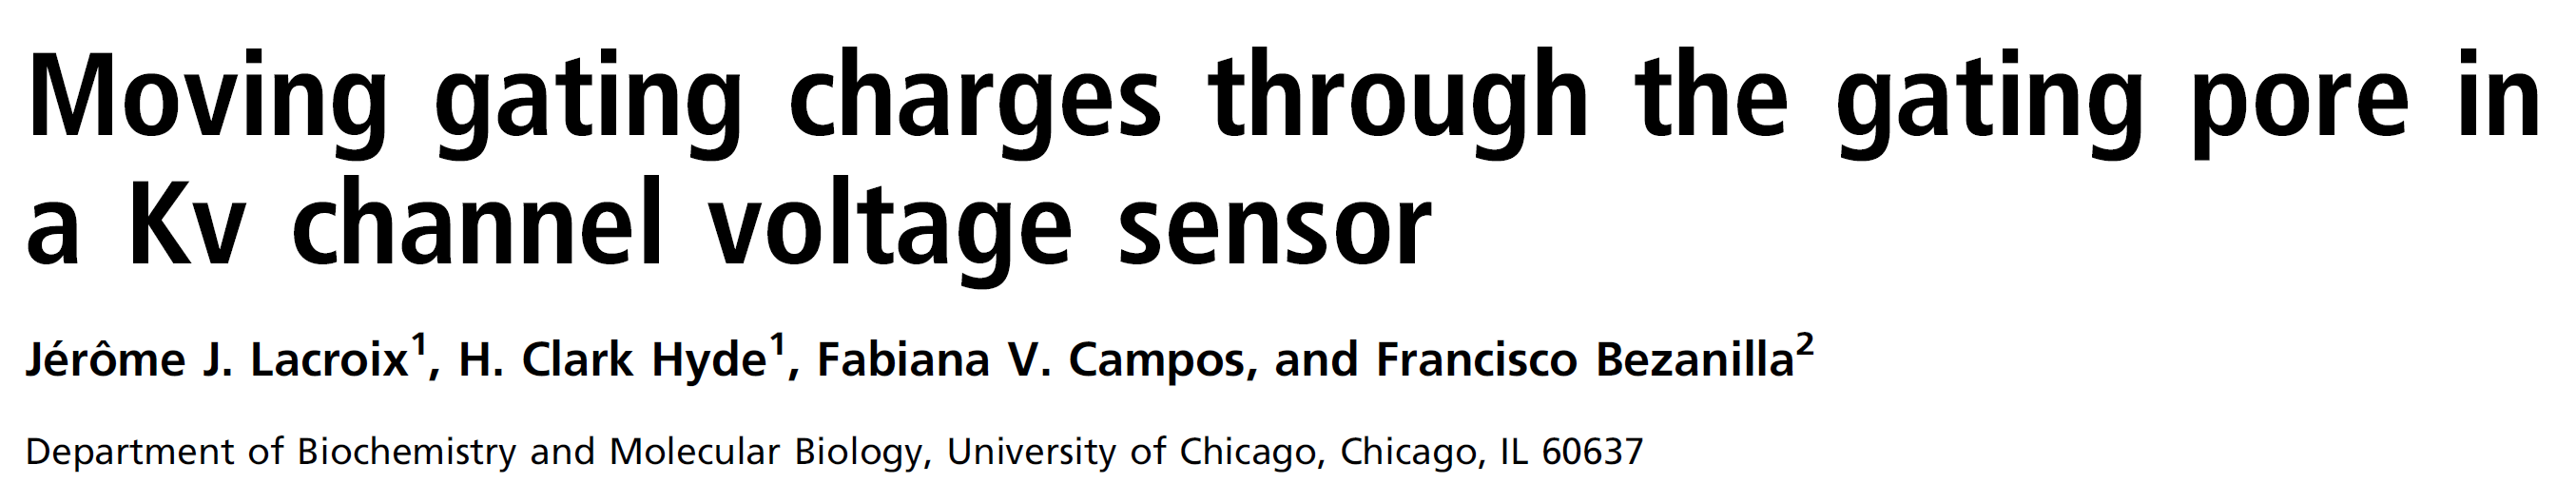 Moving gating charges through the gating pore in
a Kv channel voltage sensor
Jérôme J. Lacroix¹, H. Clark Hyde¹, Fabiana V. Campos, and Francisco Bezanilla²
Department of Biochemistry and Molecular Biology, University of Chicago, Chicago, IL 60637